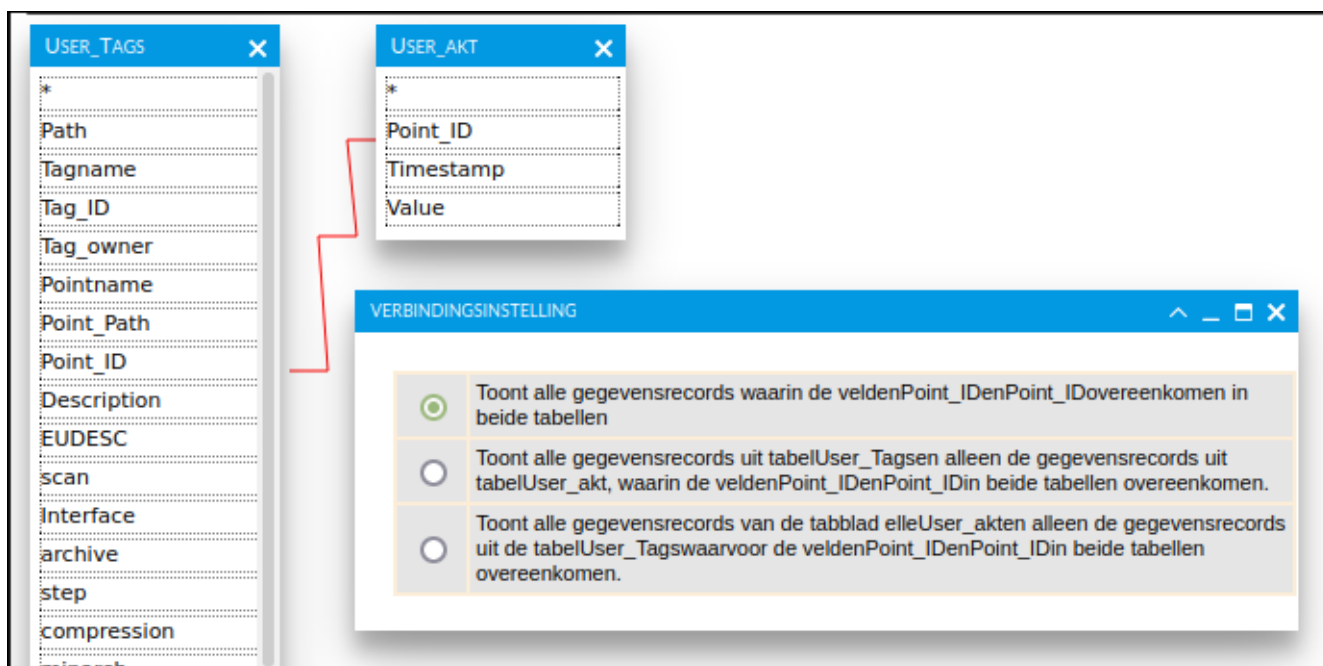 USER_TAGS
*
Path
Tagname
Tag_ID
Tag_owner
Pointname
Point_Path
Point_ID
Description
EUDESC
scan
Interface
archive
step
compression
USER_AKT
*
Point_ID
Timestamp
Value
VERBINDINGSINSTELLING
Toont alle gegevensrecords waarin de veldenPoint_IDenPoint_IDovereenkomen in
beide tabellen
Toont alle gegevensrecords uit tabelUser_Tagsen alleen de gegevensrecords uit
tabelUser_akt, waarin de veldenPoint_IDenPoint_IDin beide tabellen overeenkomen.
Toont alle gegevensrecords van de tabblad elleUser_akten alleen de gegevensrecords
uit de tabelUser_Tagswaarvoor de veldenPoint_IDenPoint_IDin beide tabellen
overeenkomen.